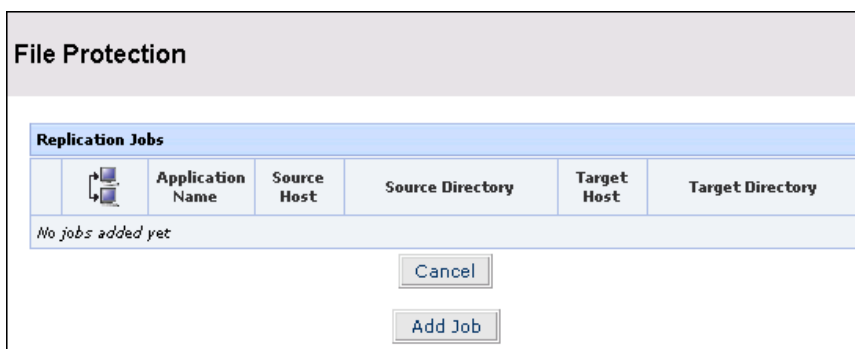 File Protection
Replication Jobs
Application Name
Source Host
Source Directory
Target Host
Target Directory
No jobs added yet
Cancel
Add Job